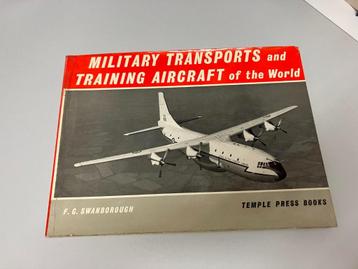 MILITARY TRANSPORTS and
TRAINING AIRCRAFT of the World
F. G. SWANBOROUGH
TEMPLE PRESS BOOKS